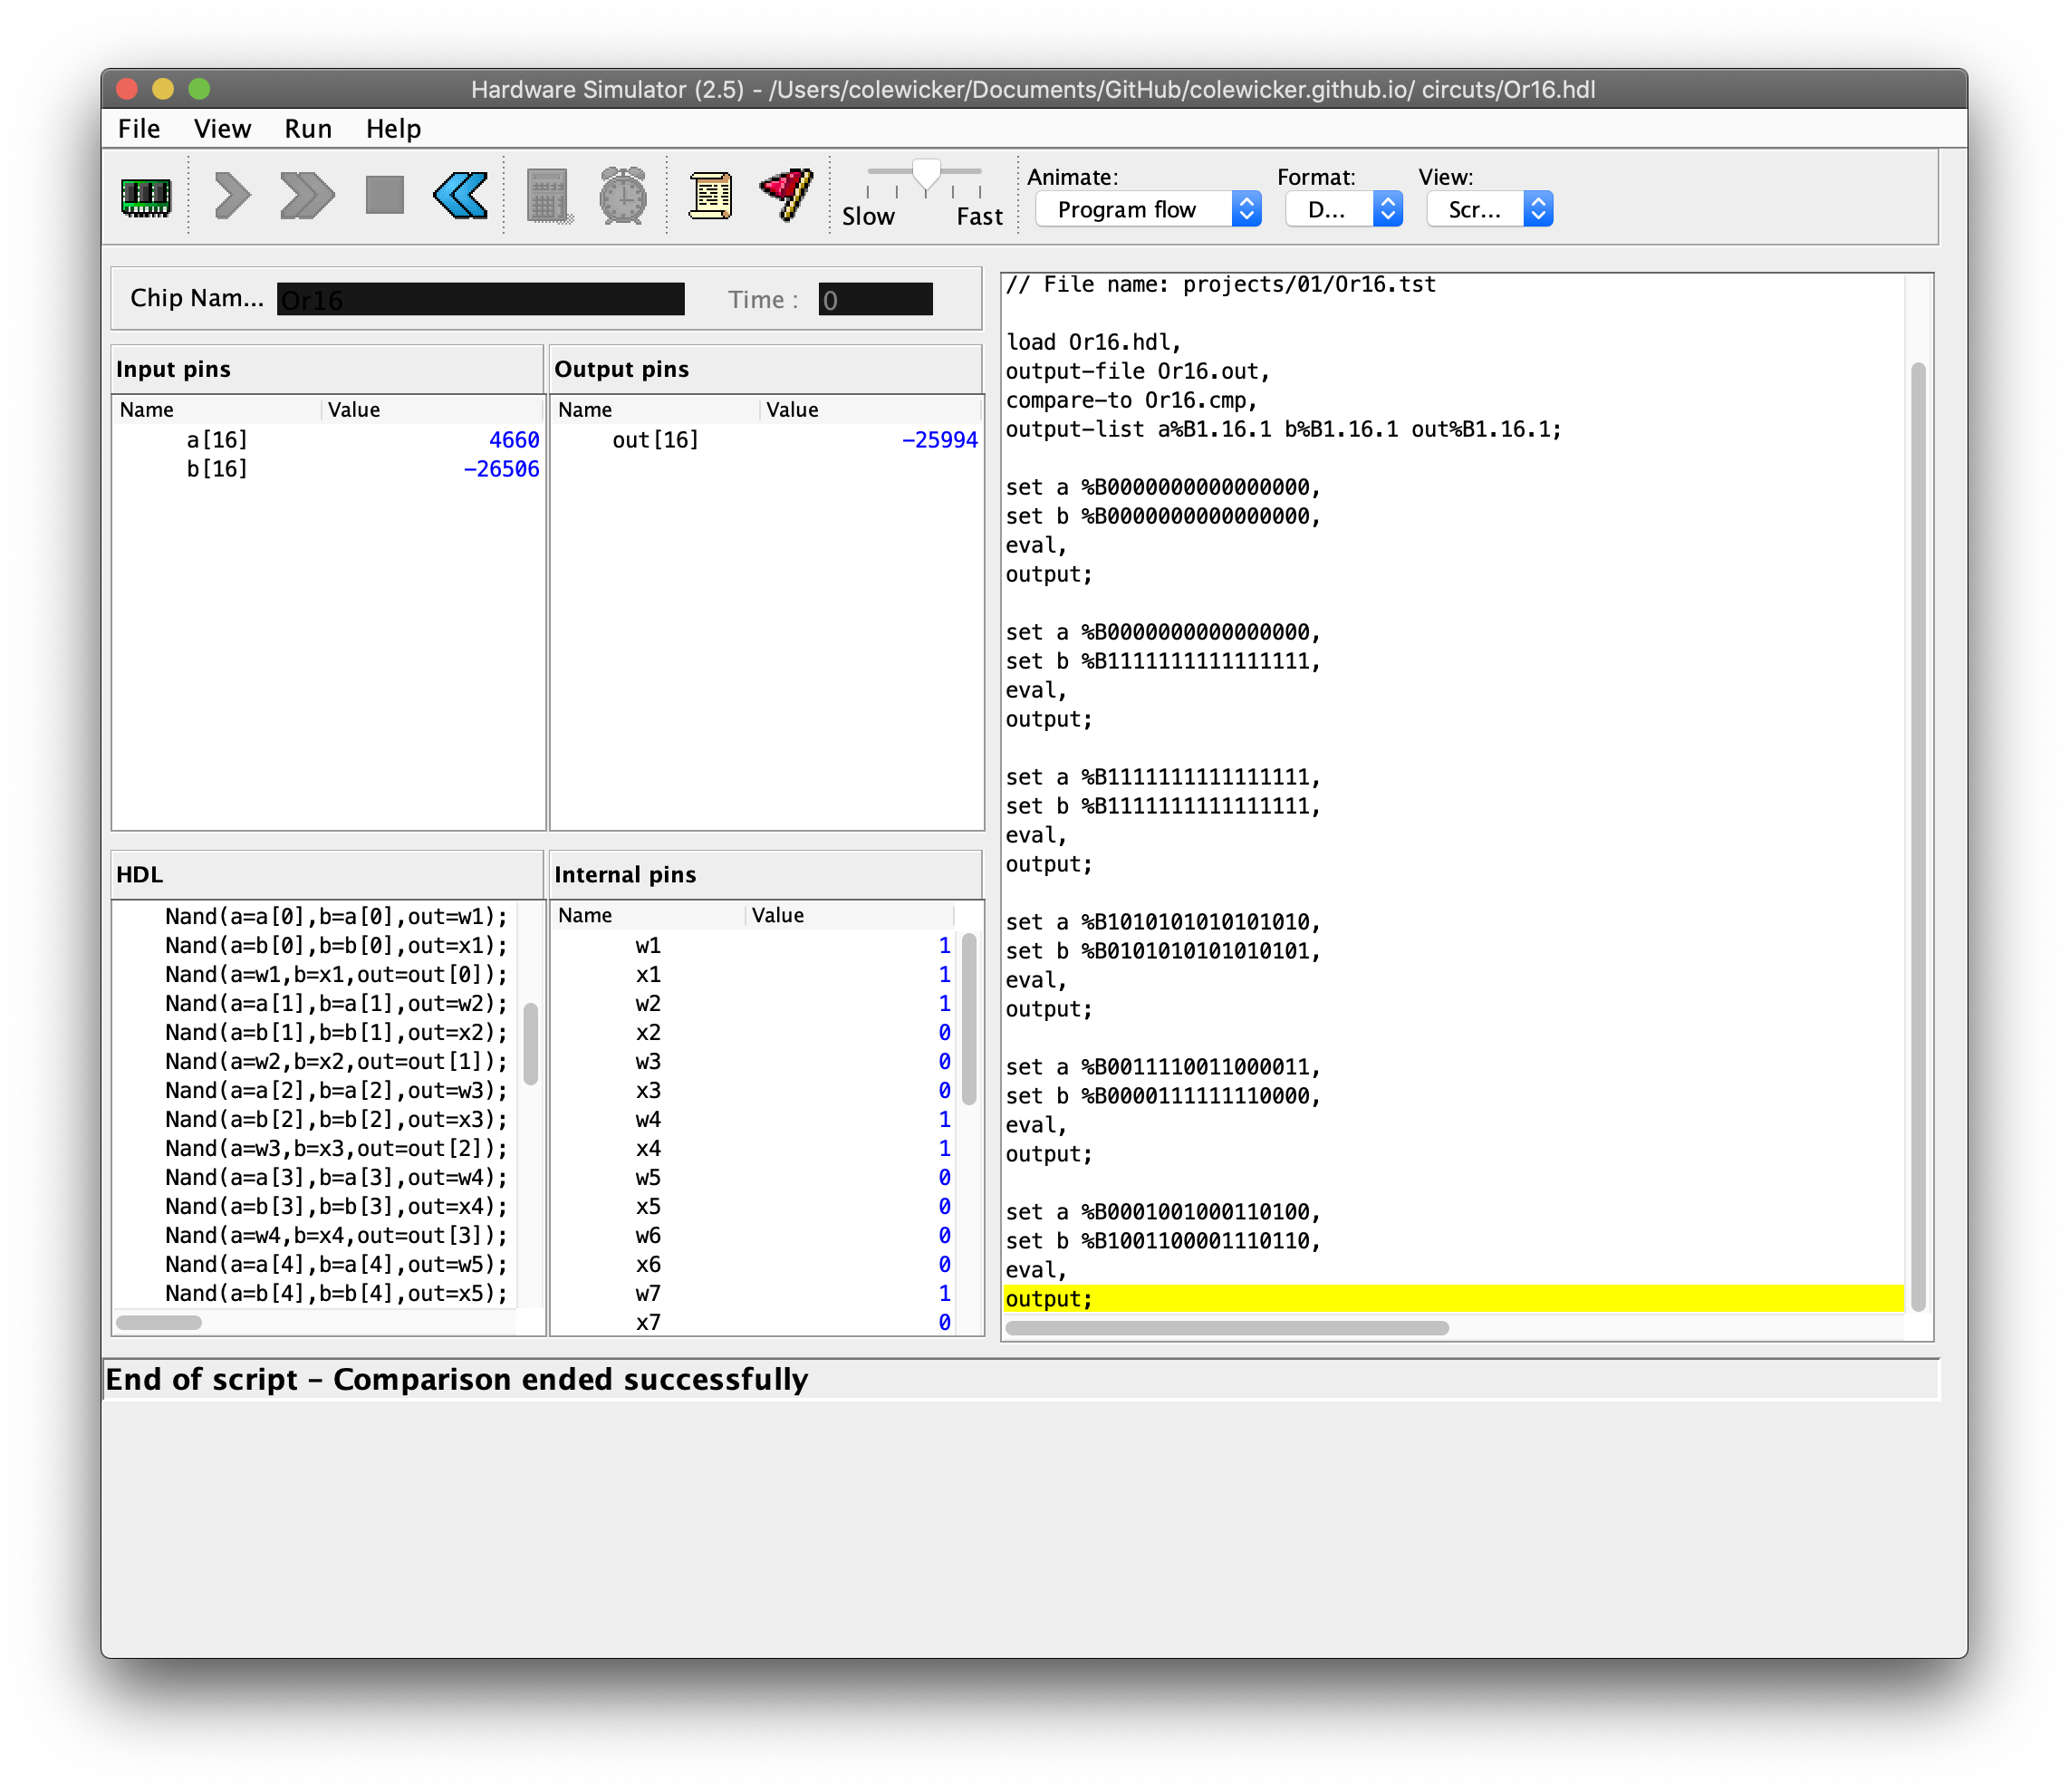 Hardware Simulator (2.5) - /Users/colewicker/Documents/GitHub/colewicker.github.io/ circuts/Or16.hdl
File View Run Help
Slow Fast
Animate: Format: View:
Program flow D... Scr...
Chip Nam... Or16 Time : 0
Input pins
Name Value
a[16] 4660
b[16] -26506
Output pins
Name Value
out[16] -25994
HDL
Nand(a=a[0],b=a[0],out=w1);
Nand(a=b[0],b=b[0],out=x1);
Nand(a=w1,b=x1,out=out[0]);
Nand(a=a[1],b=a[1],out=w2);
Nand(a=b[1],b=b[1],out=x2);
Nand(a=w2,b=x2,out=out[1]);
Nand(a=a[2],b=a[2],out=w3);
Nand(a=b[2],b=b[2],out=x3);
Nand(a=w3,b=x3,out=out[2]);
Nand(a=a[3],b=a[3],out=w4);
Nand(a=b[3],b=b[3],out=x4);
Nand(a=w4,b=x4,out=out[3]);
Nand(a=a[4],b=a[4],out=w5);
Nand(a=b[4],b=b[4],out=x5);
Internal pins
Name Value
w1 1
x1 1
w2 1
x2 0
w3 0
x3 0
w4 1
x4 1
w5 0
x5 0
w6 0
x6 0
w7 1
x7 0
// File name: projects/01/Or16.tst
load Or16.hdl,
output-file Or16.out,
compare-to Or16.cmp,
output-list a%B1.16.1 b%B1.16.1 out%B1.16.1;
set a %B0000000000000000,
set b %B0000000000000000,
eval,
output;
set a %B0000000000000000,
set b %B1111111111111111,
eval,
output;
set a %B1111111111111111,
set b %B1111111111111111,
eval,
output;
set a %B1010101010101010,
set b %B0101010101010101,
eval,
output;
set a %B0011110011000011,
set b %B0000111111110000,
eval,
output;
set a %B0001001000110100,
set b %B1001100001110110,
eval,
output;
End of script - Comparison ended successfully